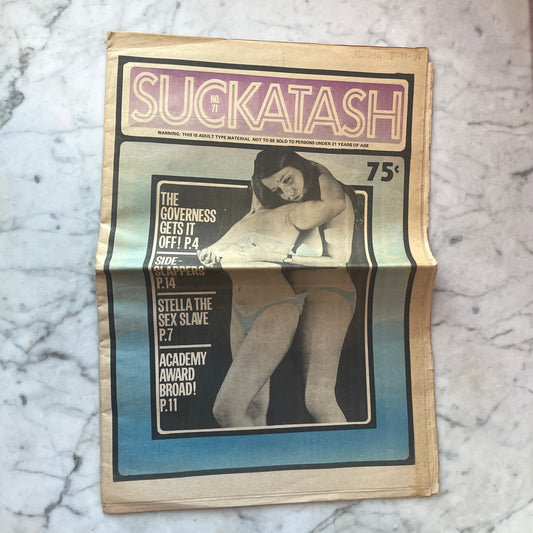 SUCKATASH
NO.
71
WARNING: THIS IS ADULT TYPE MATERIAL NOT TO BE SOLD TO PERSONS UNDER 21 YEARS OF AGE
75¢
THE
GOVERNESS
GETS IT
OFF! P.4
SIDE-
SLAPPERS
P.14
STELLA THE
SEX SLAVE
P.7
ACADEMY
AWARD
BROAD!
P.11